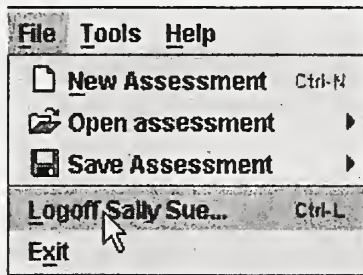 File Tools Help
New Assessment Ctrl-N
Open assessment
Save Assessment
Logoff Sally Sue... Ctrl-L
Exit